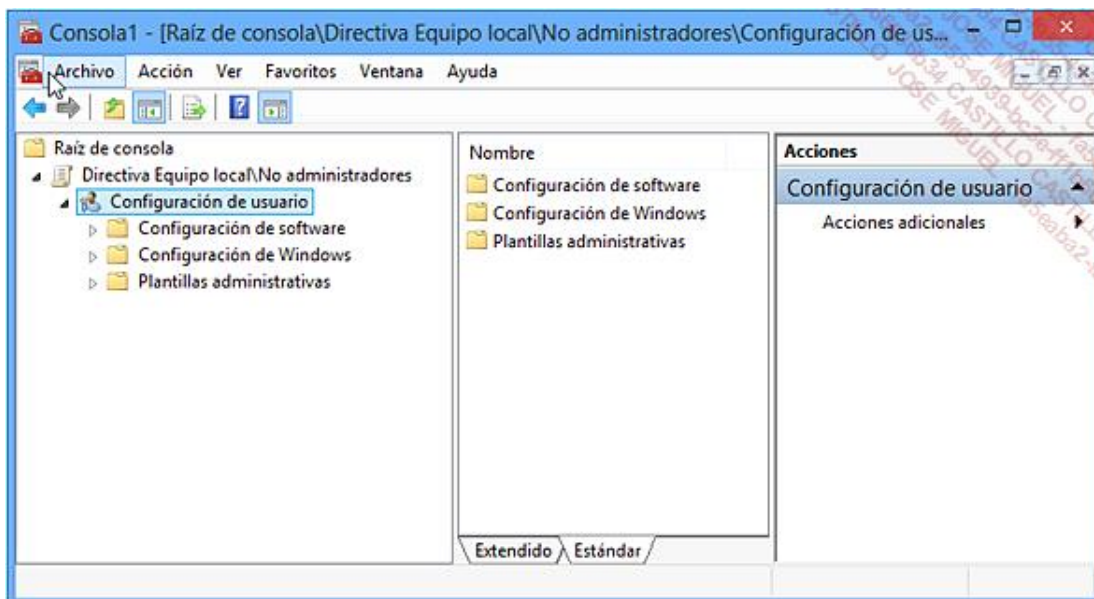 Consola1 - [Raíz de consola\Directiva Equipo local\No administradores\Configuración de us...
Archivo Acción Ver Favoritos Ventana Ayuda
Raíz de consola
Directiva Equipo local\No administradores
Configuración de usuario
Configuración de software
Configuración de Windows
Plantillas administrativas
Nombre
Configuración de software
Configuración de Windows
Plantillas administrativas
Extendido
Estándar
Acciones
Configuración de usuario
Acciones adicionales
JOSE MIGUEL